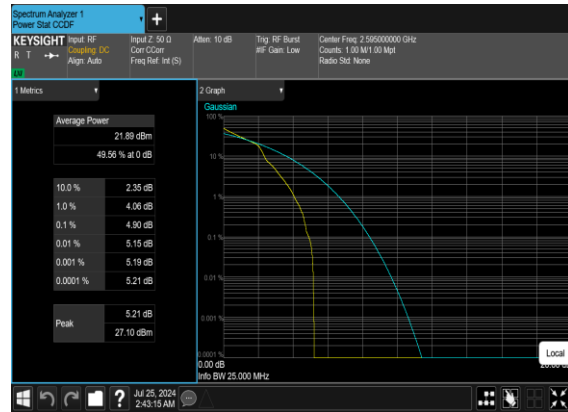 Spectrum Analyzer 1
Power Stat CCDF
KEYSIGHT
R T
LW
Input: RF
Coupling: DC
Align: Auto
Input Z: 50 Ω
Corr CCorr
Freq Ref: Int (S)
Atten: 10 dB
Trig: RF Burst
#IF Gain: Low
Center Freq: 2.595000000 GHz
Counts: 1.00 M/1.00 Mpt
Radio Std: None
1 Metrics
Average Power
21.89 dBm
49.56 % at 0 dB
10.0 % 2.35 dB
1.0 % 4.06 dB
0.1 % 4.90 dB
0.01 % 5.15 dB
0.001 % 5.19 dB
0.0001 % 5.21 dB
Peak
5.21 dB
27.10 dBm
2 Graph
Gaussian
100 %
10 %
1 %
0.1 %
0.01 %
0.001 %
0.0001 %
0.00 dB
Info BW 25.000 MHz
Local
?
Jul 25, 2024
2:43:15 AM